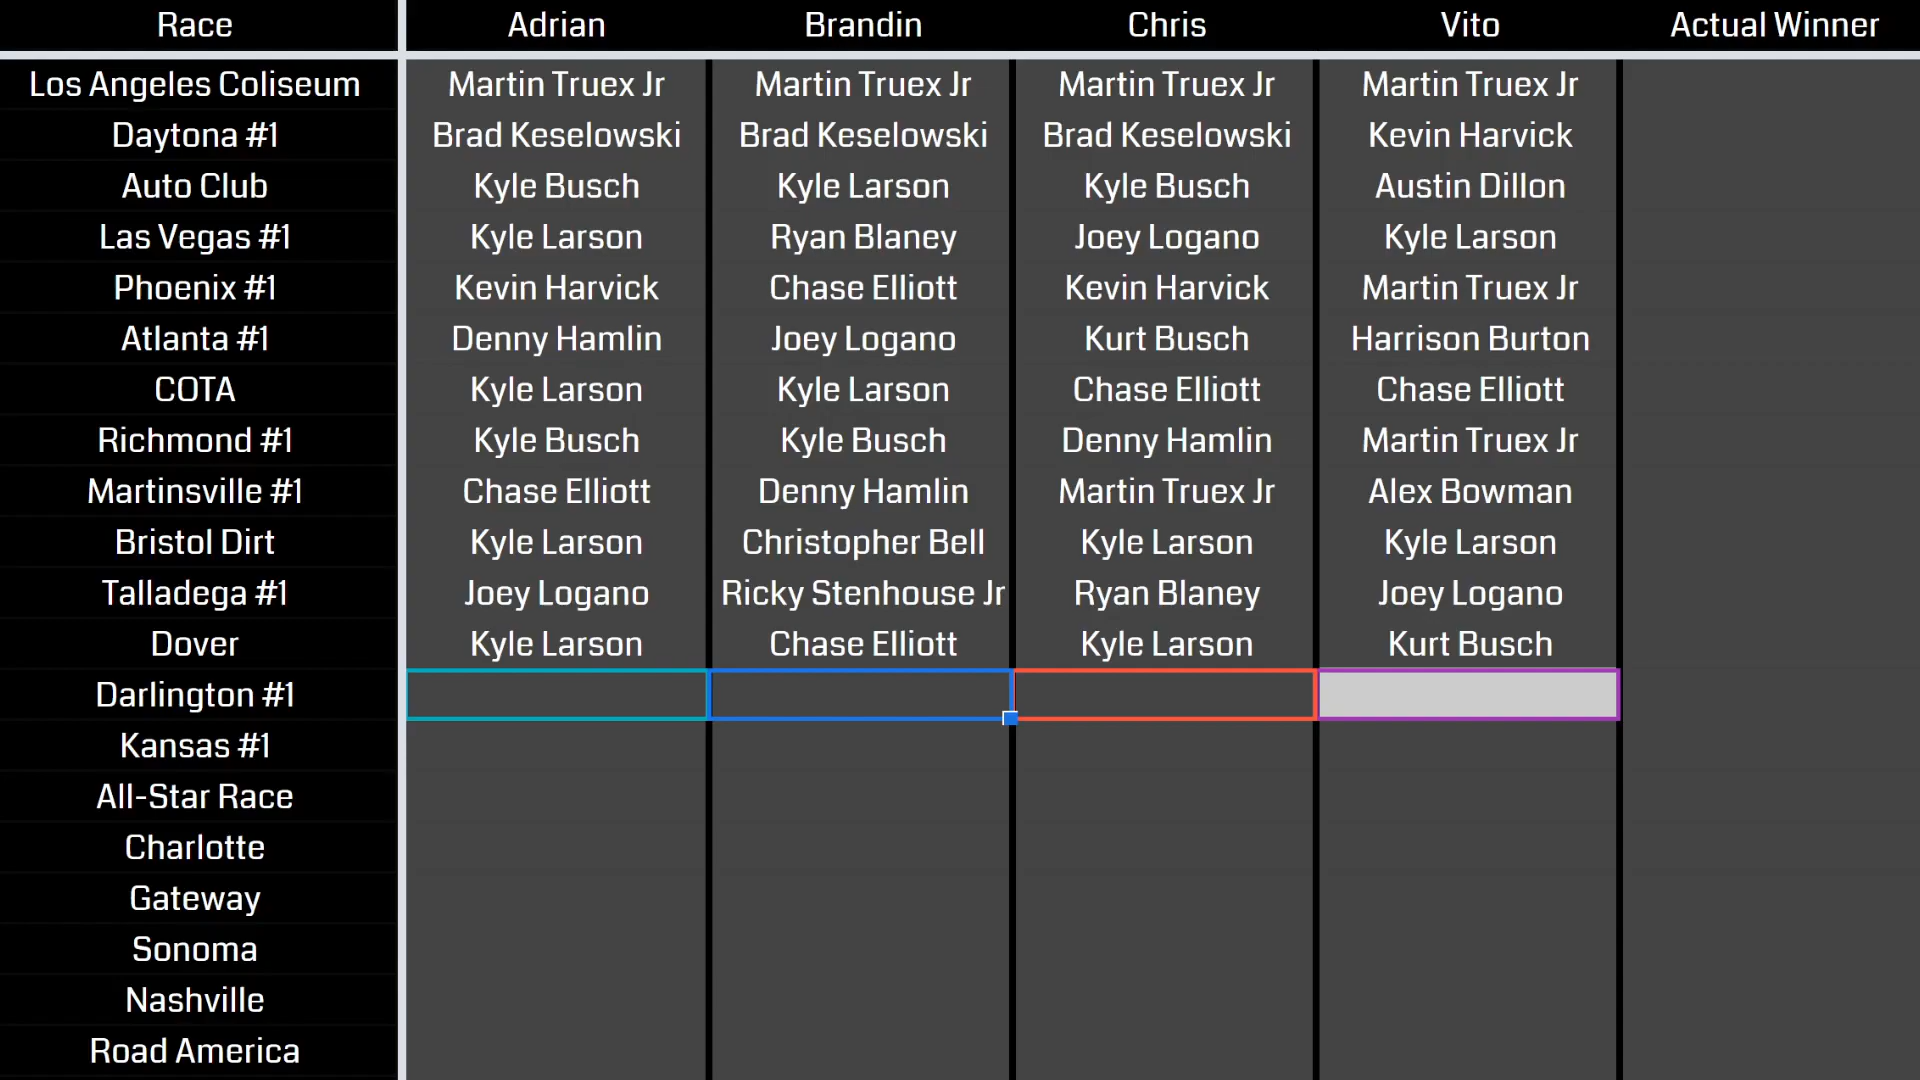 Race Adrian Brandin Chris Vito Actual Winner
Los Angeles Coliseum Martin Truex Jr Martin Truex Jr Martin Truex Jr Martin Truex Jr
Daytona #1 Brad Keselowski Brad Keselowski Brad Keselowski Kevin Harvick
Auto Club Kyle Busch Kyle Larson Kyle Busch Austin Dillon
Las Vegas #1 Kyle Larson Ryan Blaney Joey Logano Kyle Larson
Phoenix #1 Kevin Harvick Chase Elliott Kevin Harvick Martin Truex Jr
Atlanta #1 Denny Hamlin Joey Logano Kurt Busch Harrison Burton
COTA Kyle Larson Kyle Larson Chase Elliott Chase Elliott
Richmond #1 Kyle Busch Kyle Busch Denny Hamlin Martin Truex Jr
Martinsville #1 Chase Elliott Denny Hamlin Martin Truex Jr Alex Bowman
Bristol Dirt Kyle Larson Christopher Bell Kyle Larson Kyle Larson
Talladega #1 Joey Logano Ricky Stenhouse Jr Ryan Blaney Joey Logano
Dover Kyle Larson Chase Elliott Kyle Larson Kurt Busch
Darlington #1
Kansas #1
All-Star Race
Charlotte
Gateway
Sonoma
Nashville
Road America